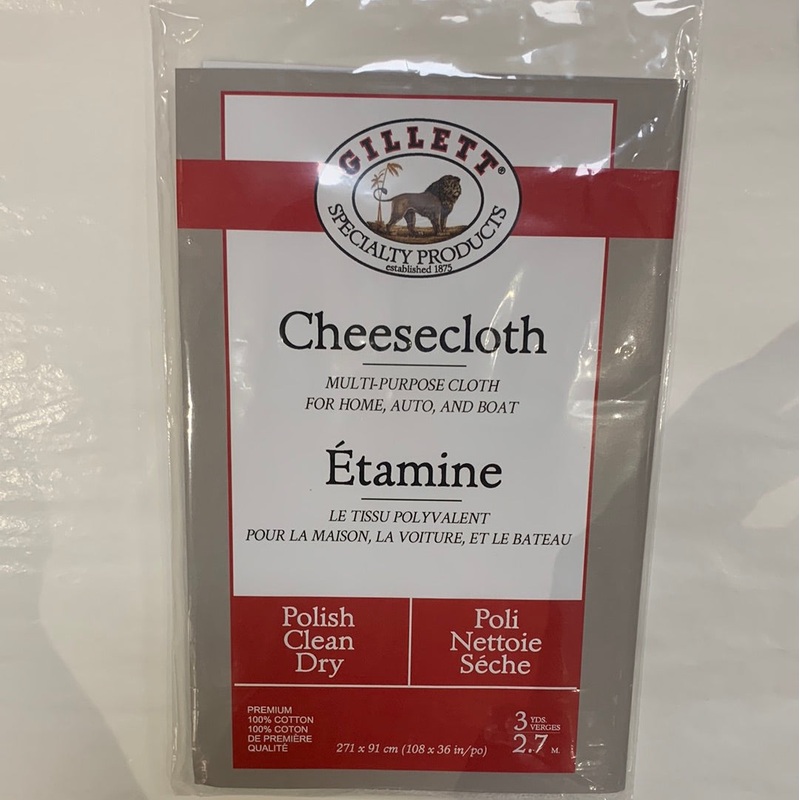 GILLETT®
SPECIALTY PRODUCTS
established 1875
Cheesecloth
MULTI-PURPOSE CLOTH
FOR HOME, AUTO, AND BOAT
Étamine
LE TISSU POLYVALENT
POUR LA MAISON, LA VOITURE, ET LE BATEAU
Polish
Clean
Dry
Poli
Nettoie
Séche
PREMIUM
100% COTTON
100% COTON
DE PREMIÈRE
QUALITÉ
271 x 91 cm (108 x 36 in/po)
3 YDS. VERGES
2.7 M.